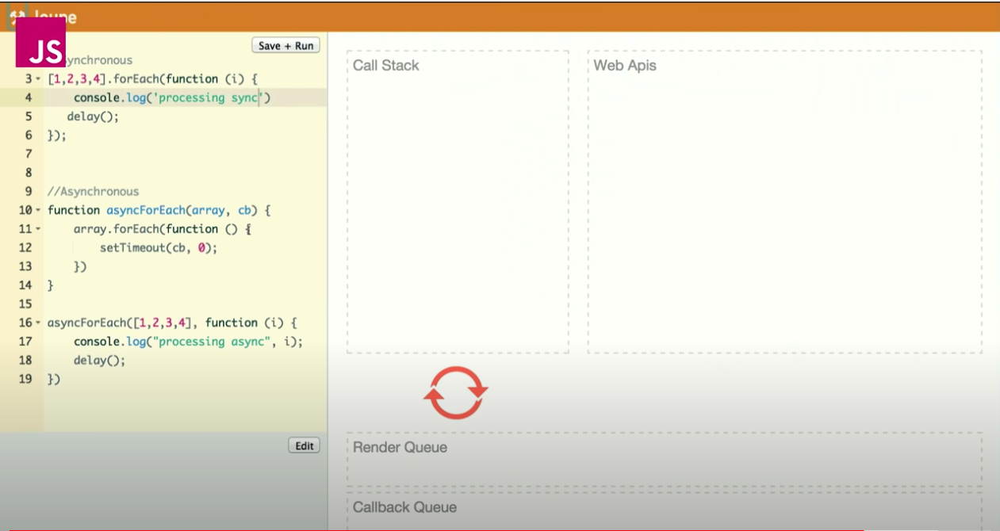 JS
Save + Run
ynchronous
3 [1,2,3,4].forEach(function (i) {
4 console.log('processing sync')
5 delay();
6 });
7
8
9 //Asynchronous
10 function asyncForEach(array, cb) {
11 array.forEach(function () {
12 setTimeout(cb, 0);
13 })
14 }
15
16 asyncForEach([1,2,3,4], function (i) {
17 console.log("processing async", i);
18 delay();
19 })
Edit
Call Stack
Web Apis
Render Queue
Callback Queue